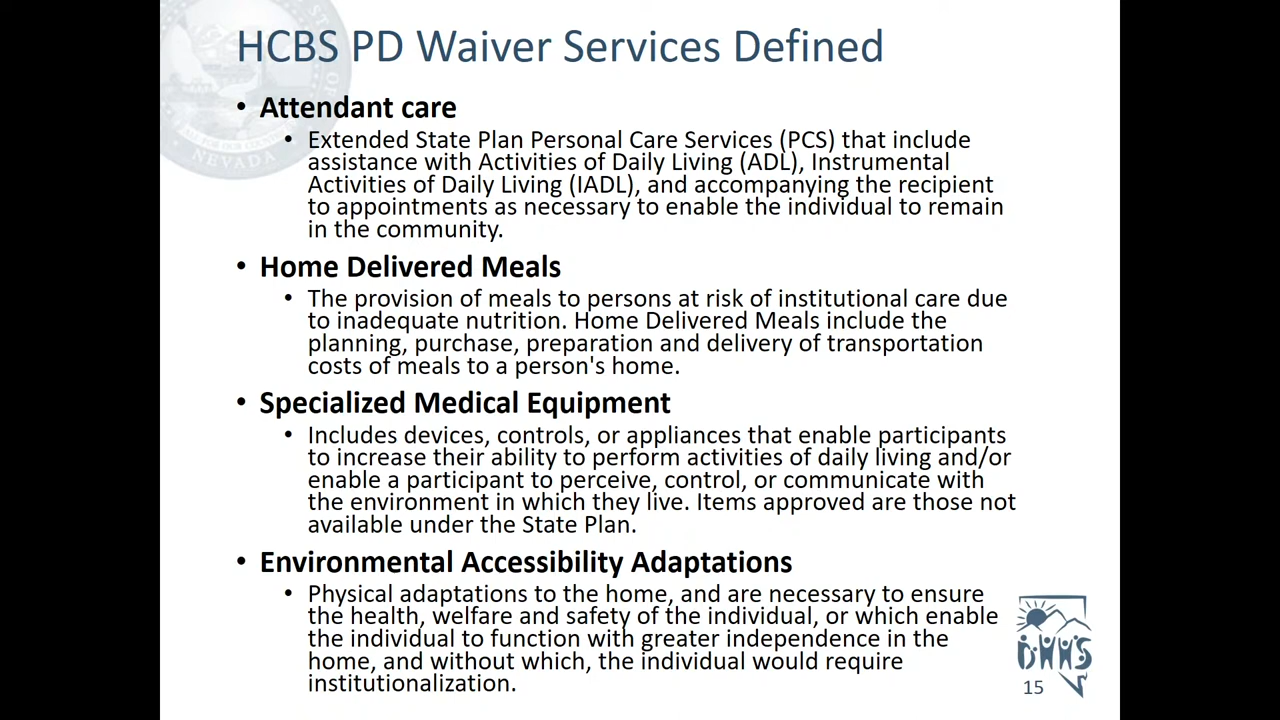 HCBS PD Waiver Services Defined
• Attendant care
• Extended State Plan Personal Care Services (PCS) that include
assistance with Activities of Daily Living (ADL), Instrumental
Activities of Daily Living (IADL), and accompanying the recipient
to appointments as necessary to enable the individual to remain
in the community.
• Home Delivered Meals
• The provision of meals to persons at risk of institutional care due
to inadequate nutrition. Home Delivered Meals include the
planning, purchase, preparation and delivery of transportation
costs of meals to a person's home.
• Specialized Medical Equipment
• Includes devices, controls, or appliances that enable participants
to increase their ability to perform activities of daily living and/or
enable a participant to perceive, control, or communicate with
the environment in which they live. Items approved are those not
available under the State Plan.
• Environmental Accessibility Adaptations
• Physical adaptations to the home, and are necessary to ensure
the health, welfare and safety of the individual, or which enable
the individual to function with greater independence in the
home, and without which, the individual would require
institutionalization.
NEVADA
DHHS
15